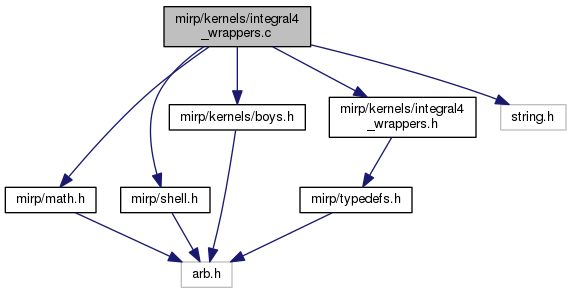 mirp/kernels/integral4
_wrappers.c
mirp/kernels/boys.h
mirp/kernels/integral4
_wrappers.h
string.h
mirp/math.h
mirp/shell.h
mirp/typedefs.h
arb.h